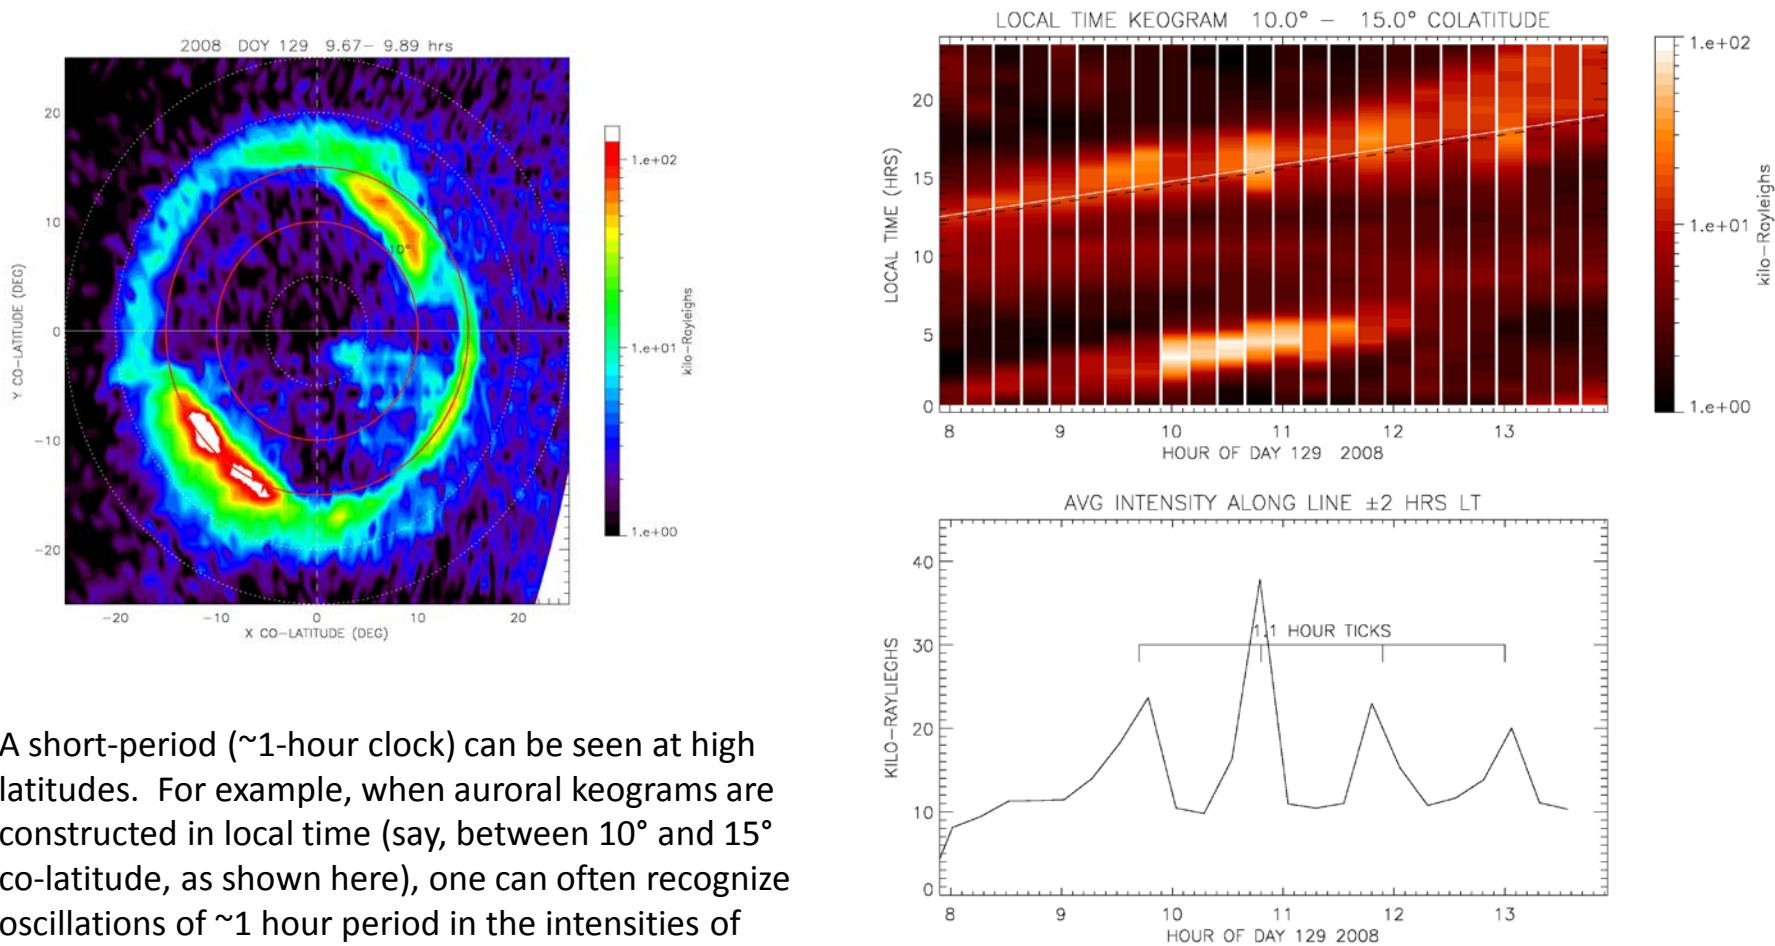 2008 DOY 129 9.67- 9.89 hrs
20
10
0
-10
-20
Y CO-LATITUDE (DEG)
10°
-20
-10
0
10
20
X CO-LATITUDE (DEG)
1.e+02
1.e+01
1.e+00
kilo-Rayleighs
LOCAL TIME KEOGRAM 10.0° - 15.0° COLATITUDE
20
15
10
5
0
LOCAL TIME (HRS)
8
9
10
11
12
13
HOUR OF DAY 129 2008
1.e+02
1.e+01
1.e+00
kilo-Rayleighs
AVG INTENSITY ALONG LINE ±2 HRS LT
40
30
20
10
0
KILO-RAYLIEGHS
1.1 HOUR TICKS
8
9
10
11
12
13
HOUR OF DAY 129 2008
A short-period (~1-hour clock) can be seen at high
latitudes. For example, when auroral keograms are
constructed in local time (say, between 10° and 15°
co-latitude, as shown here), one can often recognize
oscillations of ~1 hour period in the intensities of